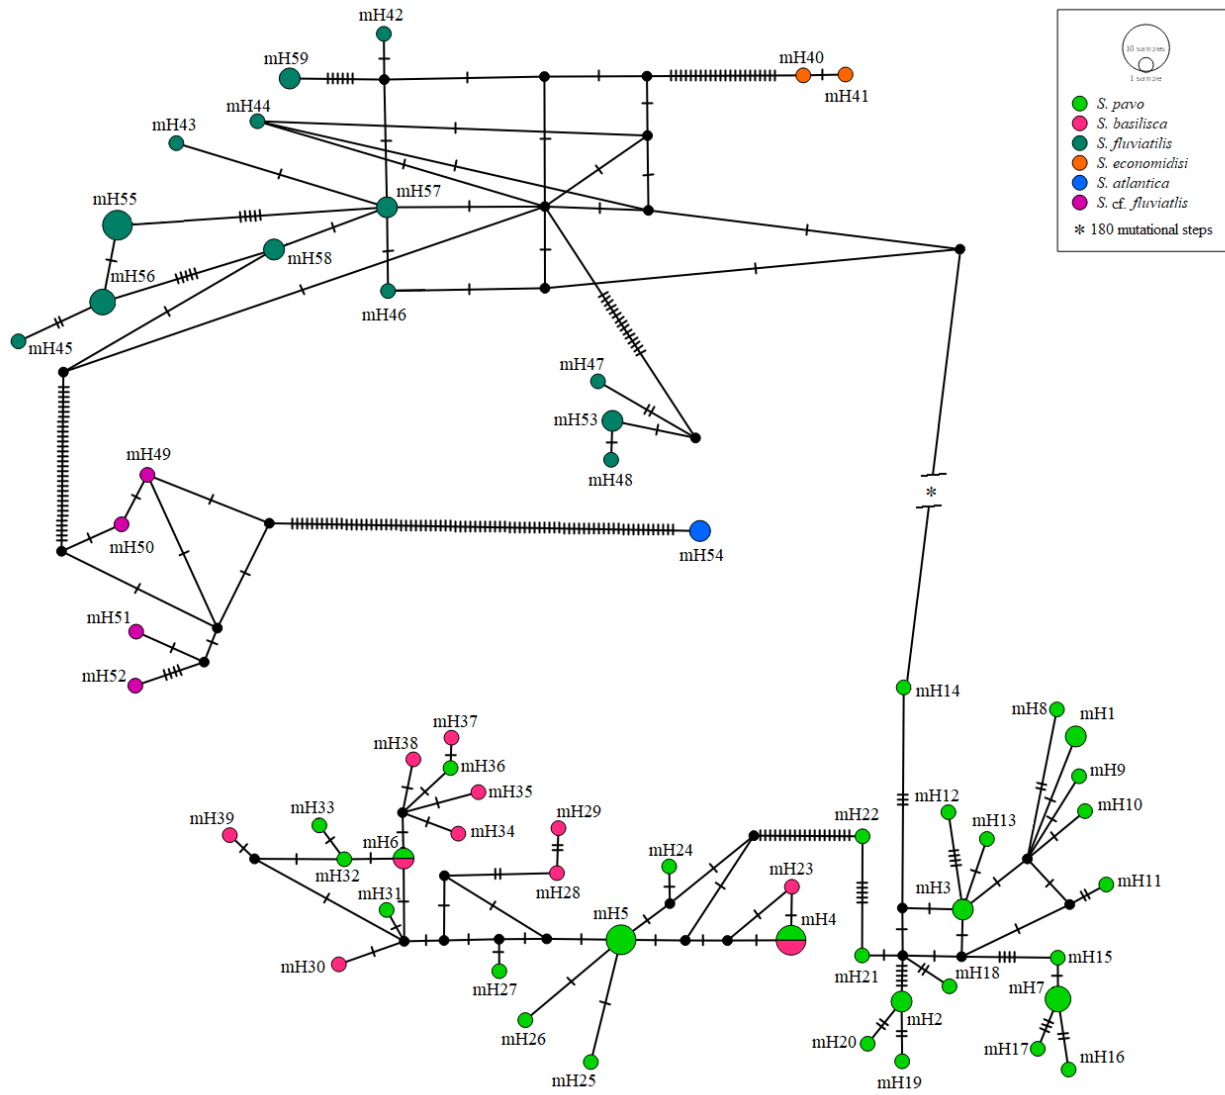 mH42
mH59
mH40
mH41
10 samples
1 sample
S. pavo
S. basilisca
S. fluviatilis
S. economidisi
S. atlantica
S. cf. fluviatlis
* 180 mutational steps
mH44
mH43
mH57
mH55
mH58
mH56
mH46
mH45
mH47
mH53
mH48
mH49
mH50
*
mH54
mH51
mH52
mH14
mH8
mH1
mH37
mH38
mH36
mH9
mH35
mH10
mH12
mH13
mH33
mH29
mH22
mH39
mH34
mH6
mH24
mH32
mH28
mH23
mH11
mH3
mH31
mH5
mH4
mH30
mH27
mH21
mH18
mH15
mH7
mH26
mH2
mH20
mH17
mH16
mH25
mH19